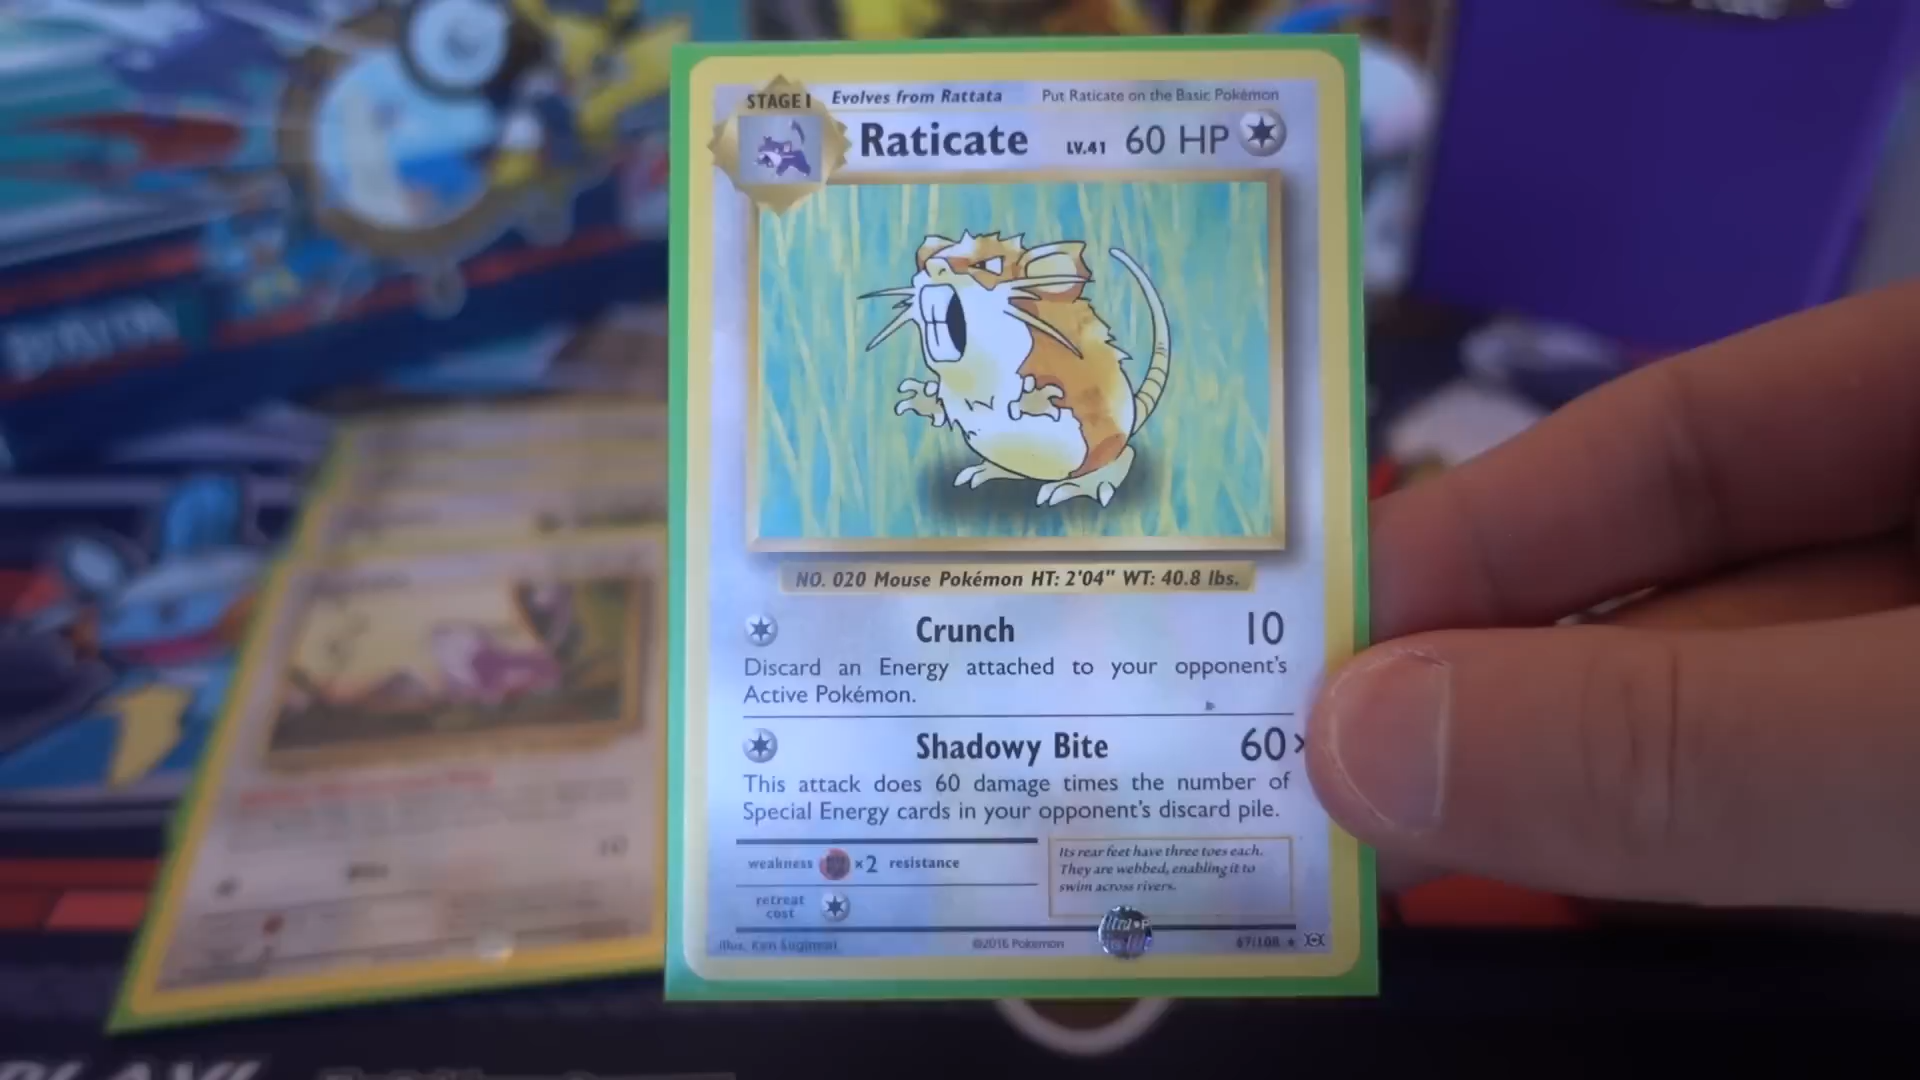 STAGE 1 Evolves from Rattata Put Raticate on the Basic Pokémon
Raticate LV.41 60 HP
NO. 020 Mouse Pokémon HT: 2'04" WT: 40.8 lbs.
Crunch 10
Discard an Energy attached to your opponent's
Active Pokémon.
Shadowy Bite 60×
This attack does 60 damage times the number of
Special Energy cards in your opponent's discard pile.
weakness ×2 resistance
retreat
cost
Its rear feet have three toes each.
They are webbed, enabling it to
swim across rivers.
Illus. Ken Sugimori ©2016 Pokémon 67/108 ★